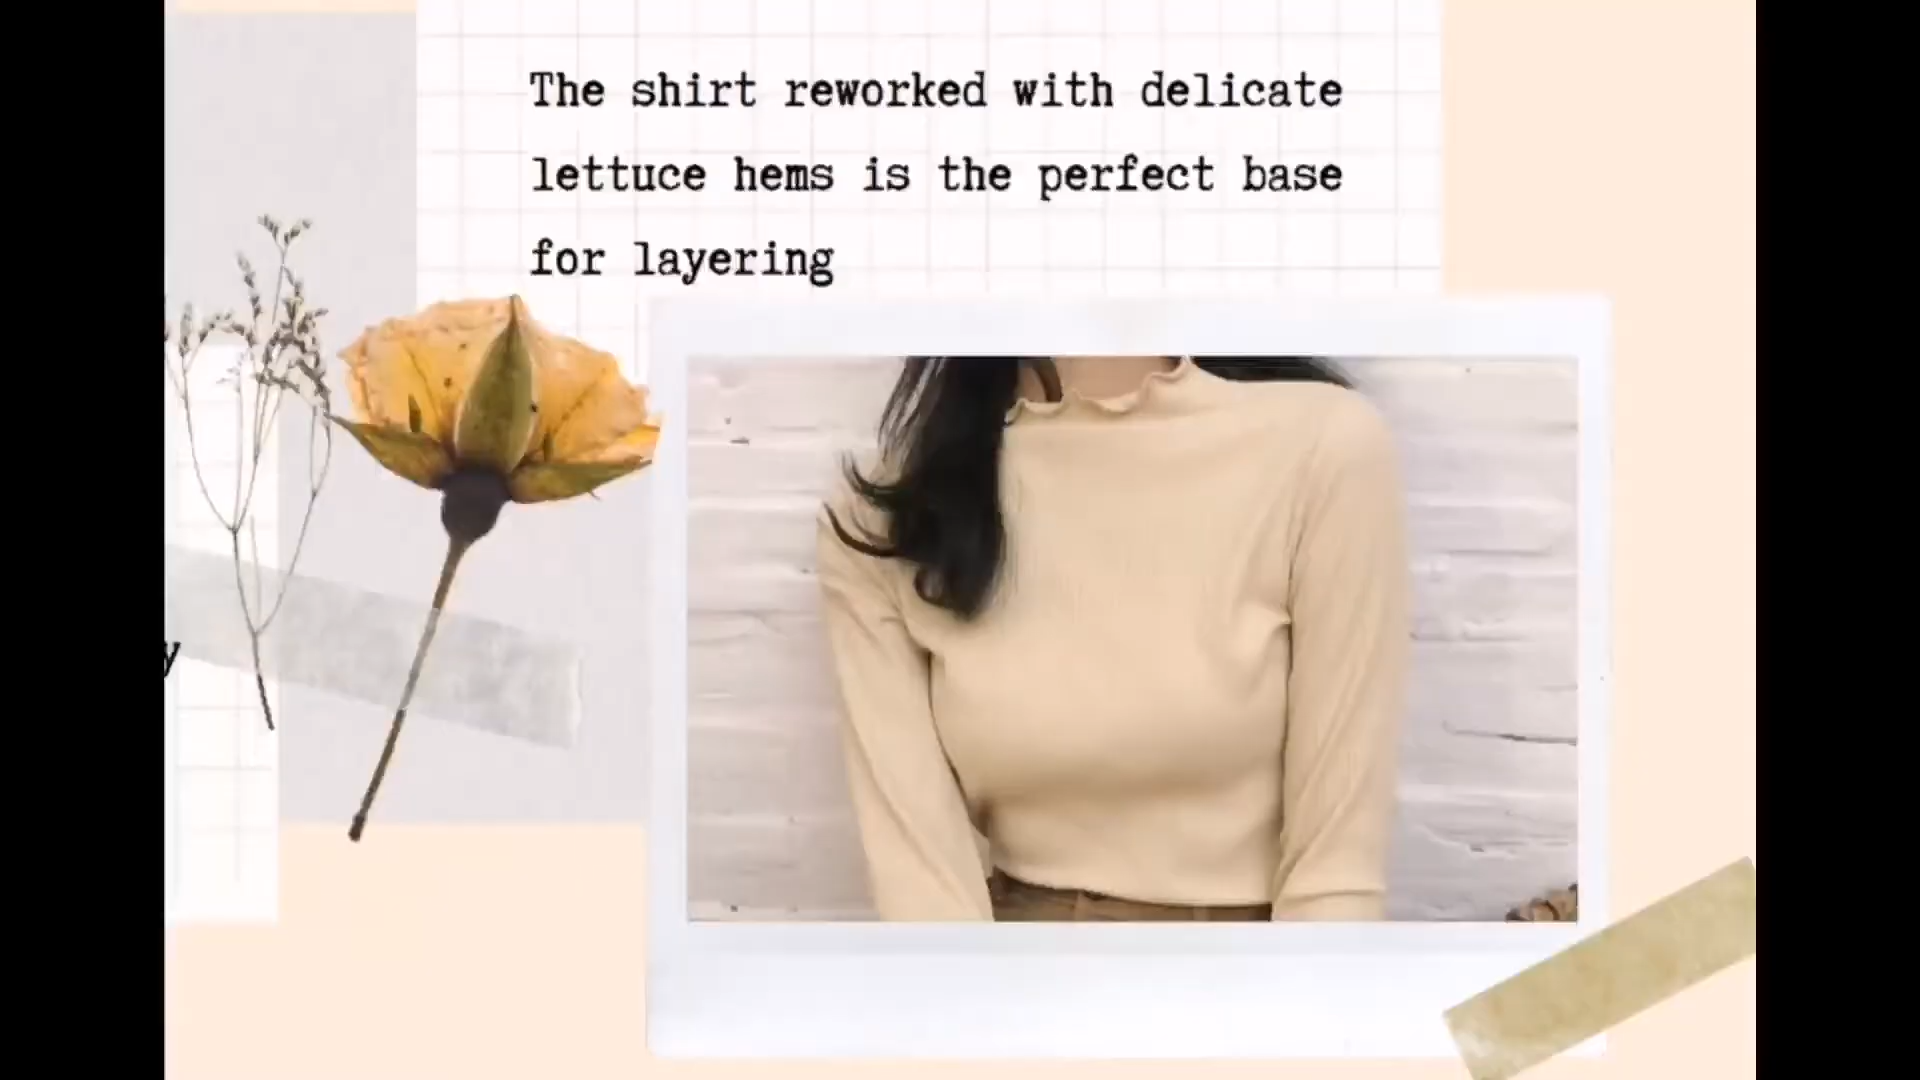 The shirt reworked with delicate
lettuce hems is the perfect base
for layering
y